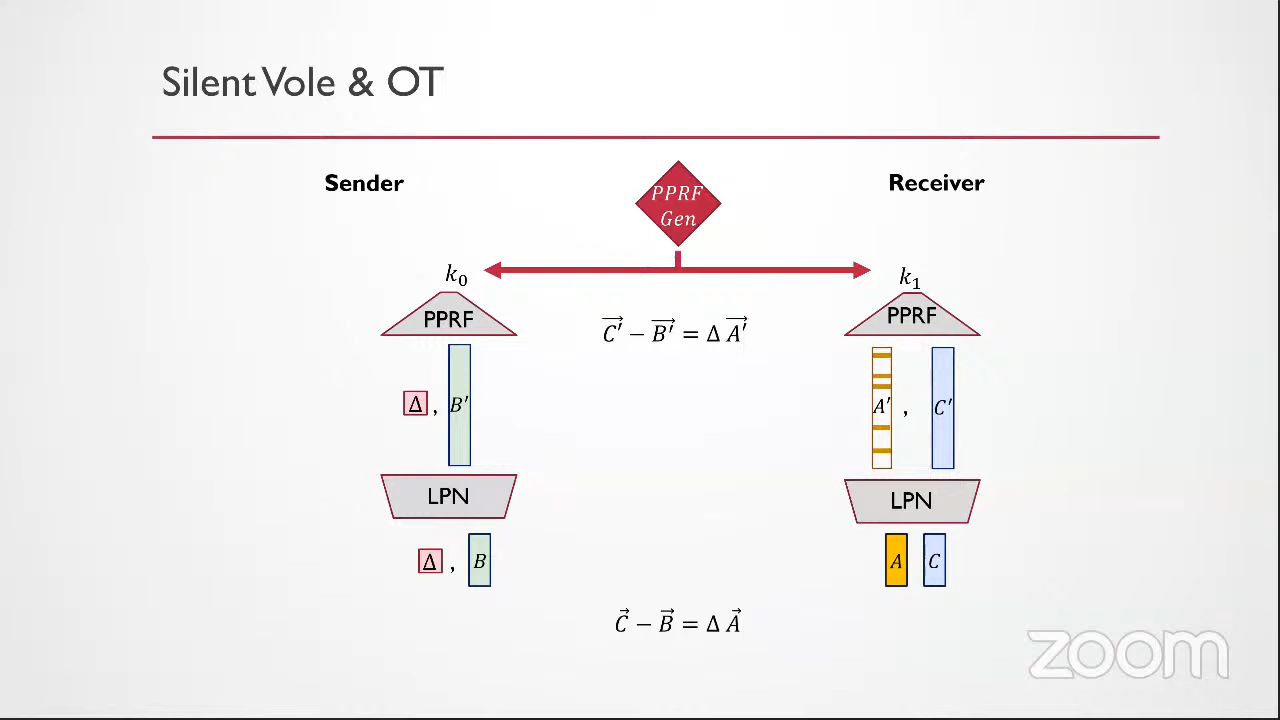 Silent Vole & OT
Sender
PPRF
Gen
Receiver
k₀
k₁
PPRF
C⃗′ − B⃗′ = Δ A⃗′
PPRF
Δ , B′
A′ , C′
LPN
LPN
Δ , B
A C
C⃗ − B⃗ = Δ A⃗
zoom